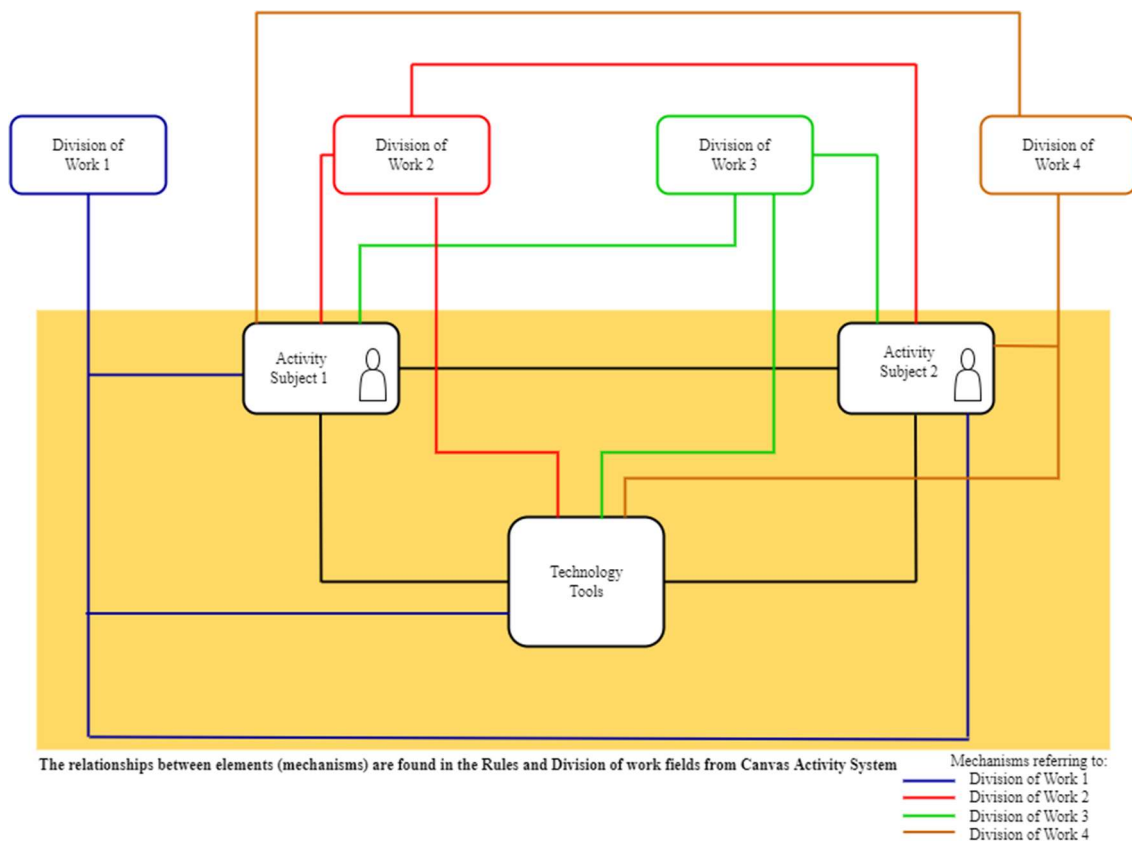 Division of
Work 1
Division of
Work 2
Division of
Work 3
Division of
Work 4
Activity
Subject 1
Activity
Subject 2
Technology
Tools
The relationships between elements (mechanisms) are found in the Rules and Division of work fields from Canvas Activity System
Mechanisms referring to:
Division of Work 1
Division of Work 2
Division of Work 3
Division of Work 4